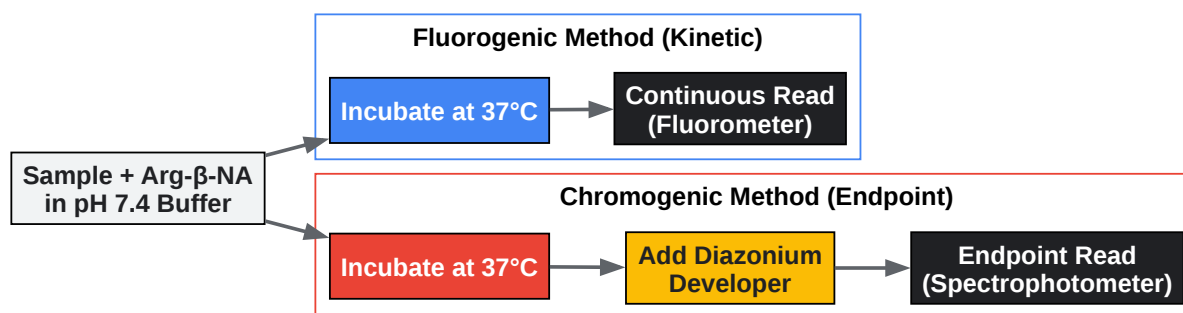 Fluorogenic Method (Kinetic)
Incubate at 37°C
Continuous Read
(Fluorometer)
Sample + Arg-β-NA
in pH 7.4 Buffer
Chromogenic Method (Endpoint)
Incubate at 37°C
Add Diazonium
Developer
Endpoint Read
(Spectrophotometer)